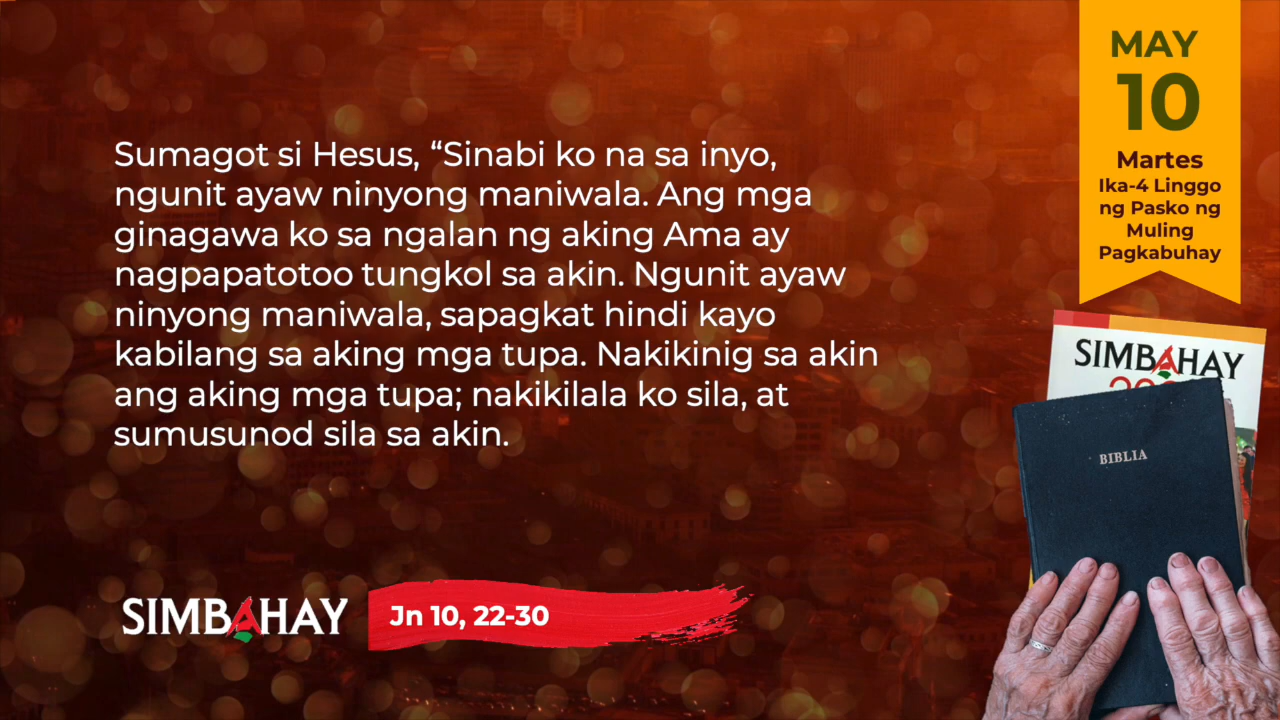 Sumagot si Hesus, “Sinabi ko na sa inyo,
ngunit ayaw ninyong maniwala. Ang mga
ginagawa ko sa ngalan ng aking Ama ay
nagpapatotoo tungkol sa akin. Ngunit ayaw
ninyong maniwala, sapagkat hindi kayo
kabilang sa aking mga tupa. Nakikinig sa akin
ang aking mga tupa; nakikilala ko sila, at
sumusunod sila sa akin.
SIMBAHAY
Jn 10, 22-30
MAY
10
Martes
Ika-4 Linggo
ng Pasko ng
Muling
Pagkabuhay
SIMBAHAY
BIBLIA